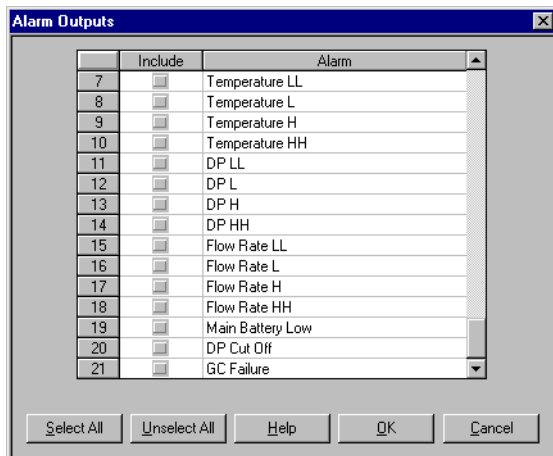 Alarm Outputs
Include Alarm
7 Temperature LL
8 Temperature L
9 Temperature H
10 Temperature HH
11 DP LL
12 DP L
13 DP H
14 DP HH
15 Flow Rate LL
16 Flow Rate L
17 Flow Rate H
18 Flow Rate HH
19 Main Battery Low
20 DP Cut Off
21 GC Failure
Select All Unselect All Help OK Cancel